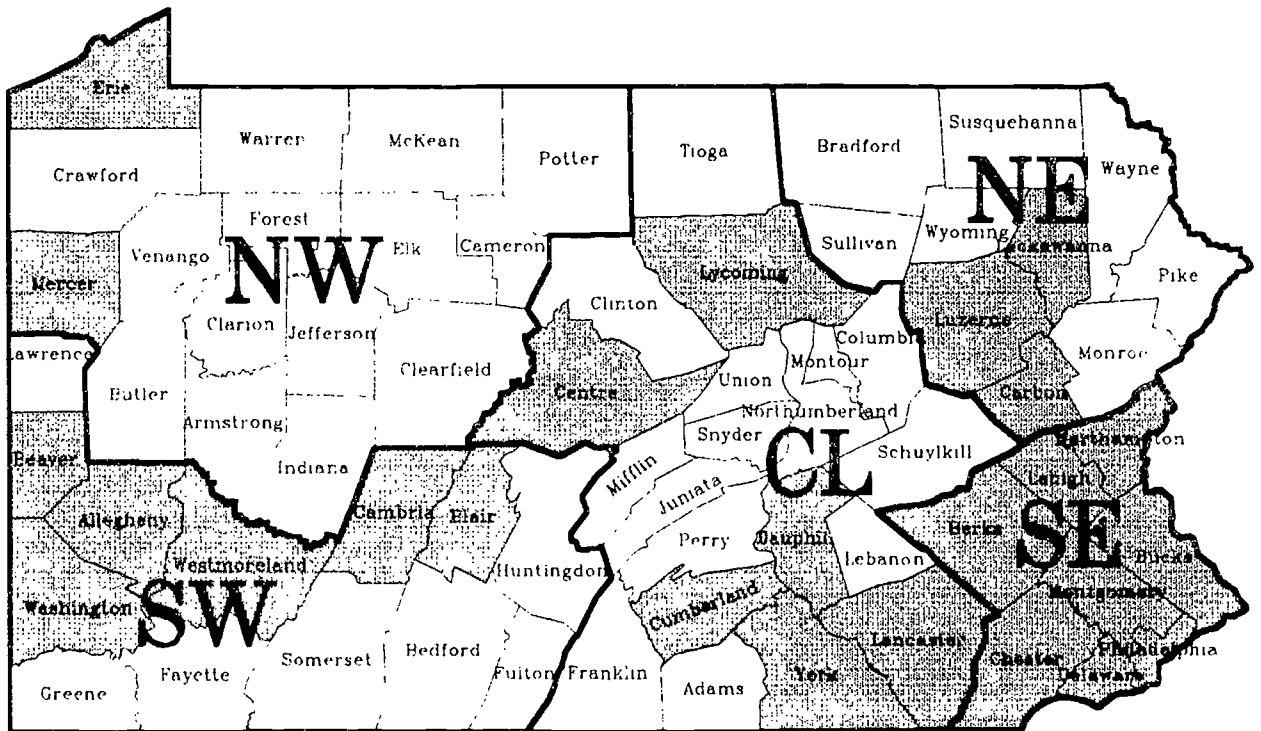 Erie
Warren
McKean
Potter
Tioga
Bradford
Susquehanna
Wayne
Crawford
NE
Forest
Elk
Cameron
Venango
NW
Sullivan
Wyoming
Lackawanna
Mercer
Lycoming
Pike
Clinton
Clarion
Jefferson
Luzerne
Columbia
Lawrence
Montour
Monroe
Clearfield
Union
Butler
Centre
Carbon
Armstrong
Northumberland
Snyder
Northampton
Beaver
Indiana
Mifflin
CL
Schuylkill
Lehigh
Juniata
Allegheny
Cambria
Blair
Berks
SE
Perry
Dauphin
Lebanon
Bucks
Westmoreland
Huntingdon
Montgomery
Washington
SW
Cumberland
Lancaster
Philadelphia
Somerset
Bedford
Chester
Delaware
Greene
Fayette
Fulton
Franklin
Adams
York